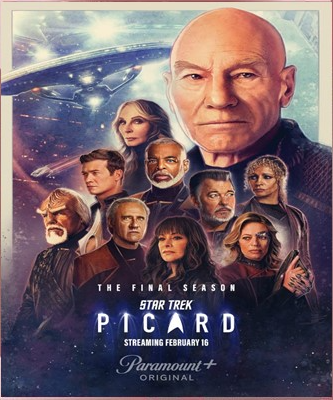 THE FINAL SEASON
STAR TREK
PICARD
STREAMING FEBRUARY 16
Paramount+
ORIGINAL